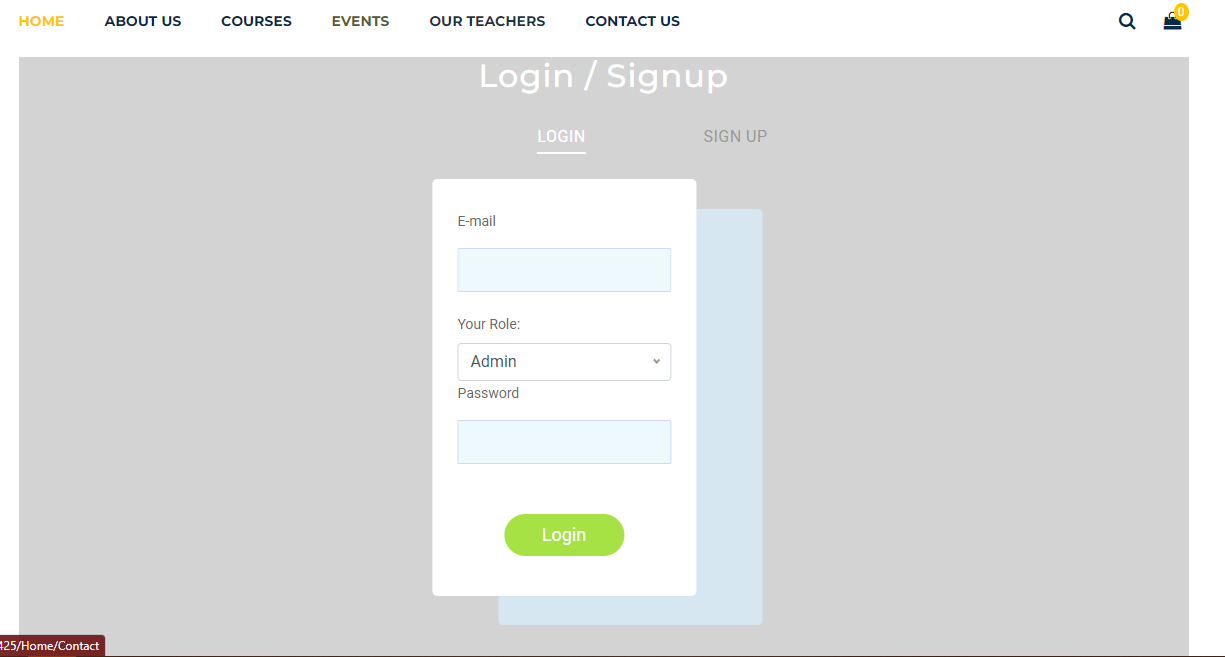 HOME ABOUT US COURSES EVENTS OUR TEACHERS CONTACT US 0
Login / Signup
LOGIN SIGN UP
E-mail
Your Role:
Admin
Password
Login
425/Home/Contact